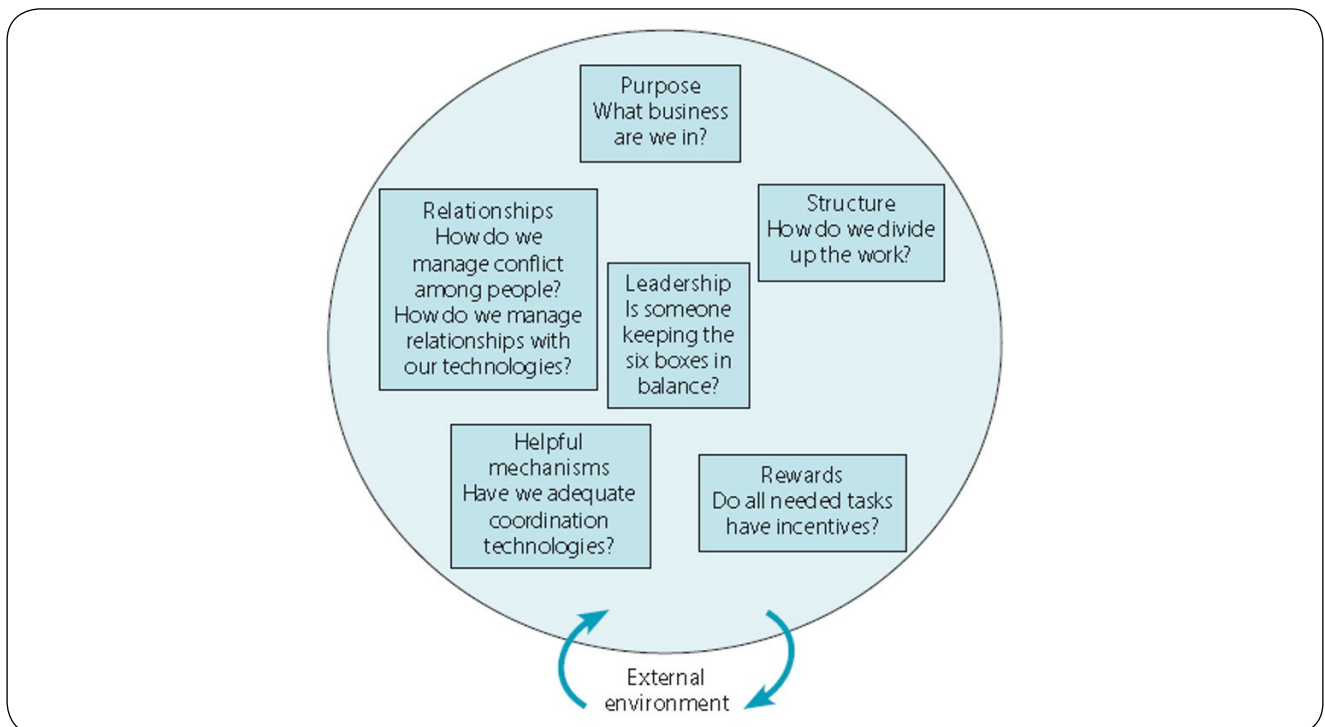 Purpose
What business
are we in?
Relationships
How do we
manage conflict
among people?
How do we manage
relationships with
our technologies?
Structure
How do we divide
up the work?
Leadership
Is someone
keeping the
six boxes in
balance?
Helpful
mechanisms
Have we adequate
coordination
technologies?
Rewards
Do all needed tasks
have incentives?
External
environment